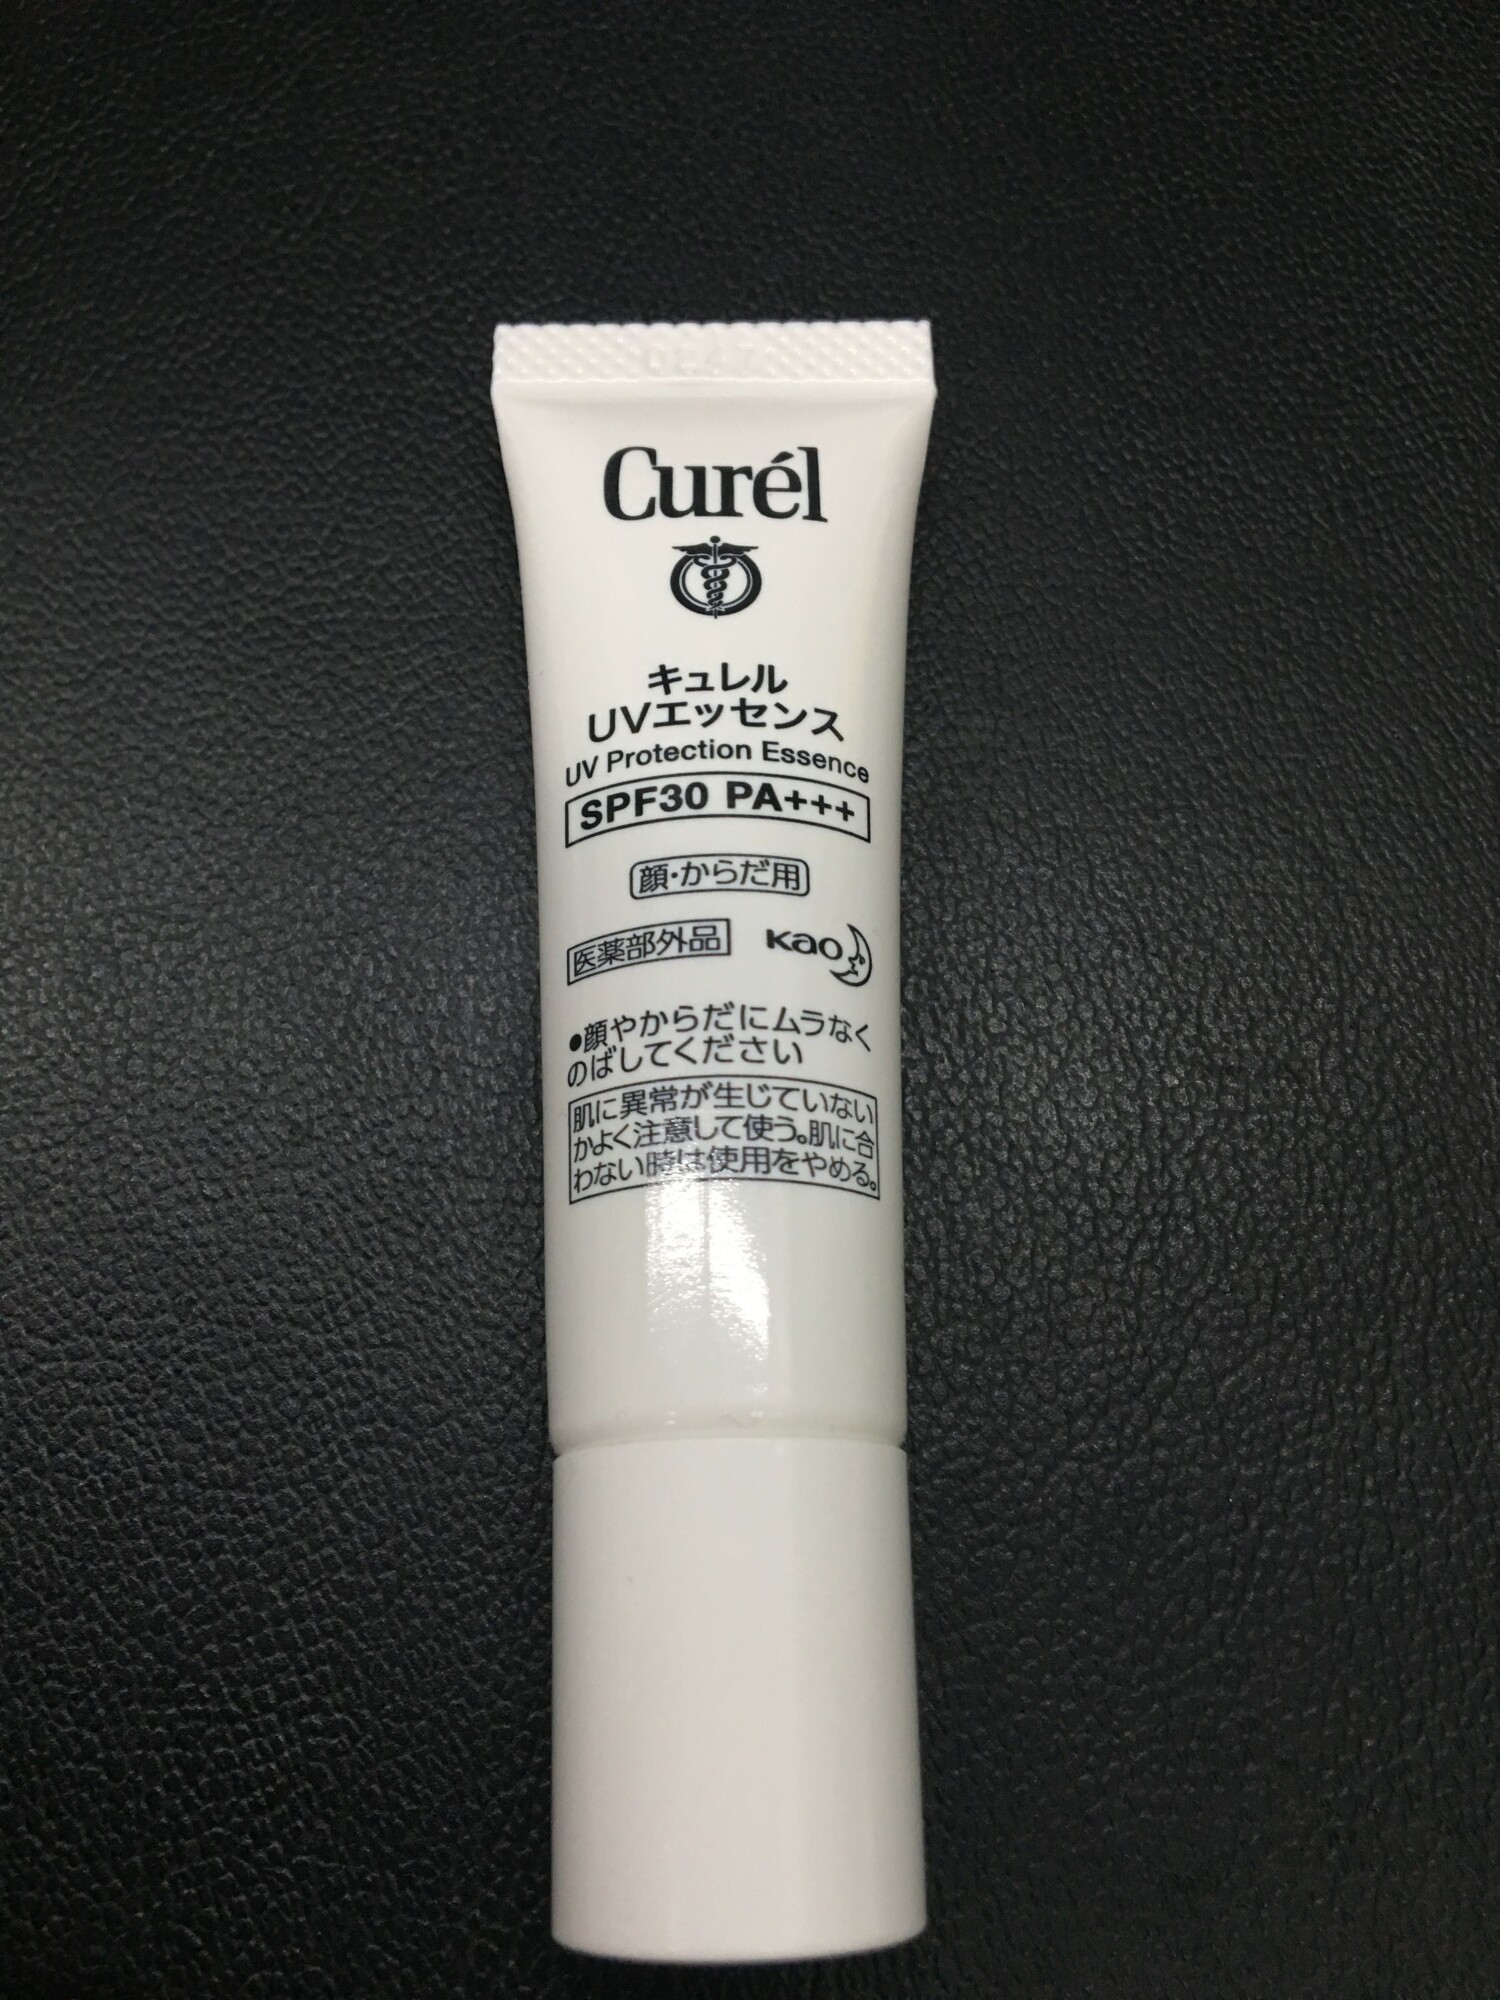 Curél
キュレル
UVエッセンス
UV Protection Essence
SPF30 PA+++
顔・からだ用
医薬部外品
Kao
●顔やからだにムラなく
のばしてください
肌に異常が生じていない
かよく注意して使う。肌に合
わない時は使用をやめる。